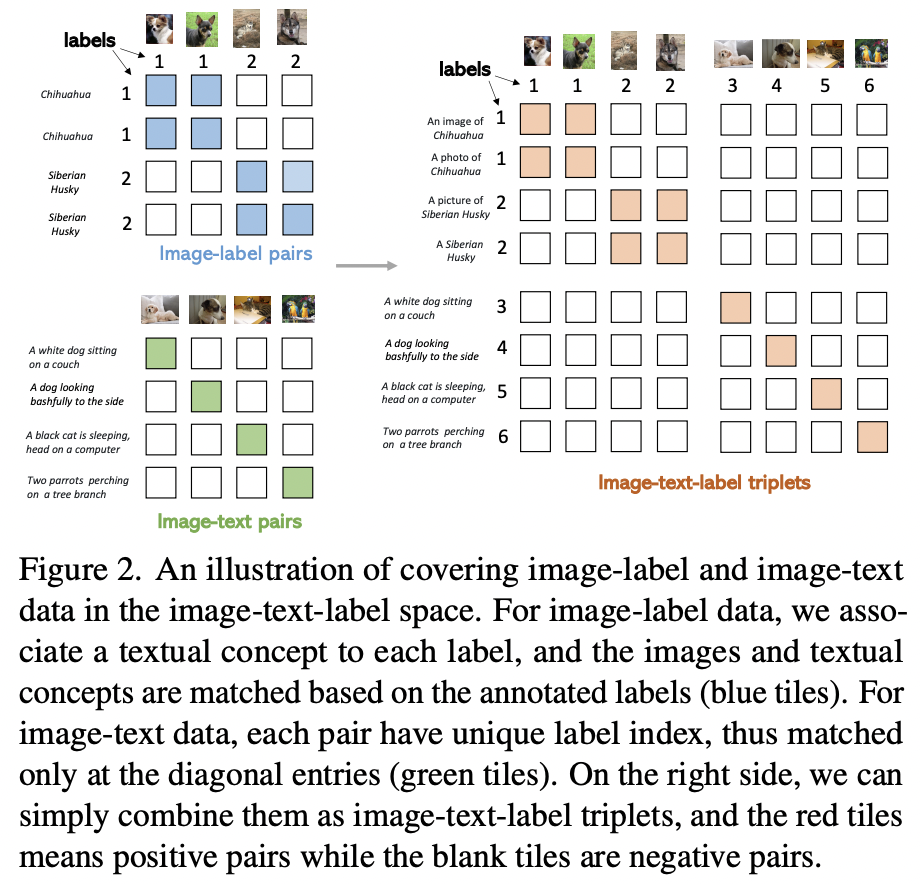 labels
1 1 2 2
Chihuahua 1
Chihuahua 1
Siberian
Husky 2
Siberian
Husky 2
Image-label pairs
A white dog sitting
on a couch
A dog looking
bashfully to the side
A black cat is sleeping,
head on a computer
Two parrots perching
on a tree branch
Image-text pairs
labels
1 1 2 2 3 4 5 6
An image of
Chihuahua 1
A photo of
Chihuahua 1
A picture of
Siberian Husky 2
A Siberian
Husky 2
A white dog sitting
on a couch 3
A dog looking
bashfully to the side 4
A black cat is sleeping,
head on a computer 5
Two parrots perching
on a tree branch 6
Image-text-label triplets
Figure 2. An illustration of covering image-label and image-text
data in the image-text-label space. For image-label data, we asso-
ciate a textual concept to each label, and the images and textual
concepts are matched based on the annotated labels (blue tiles). For
image-text data, each pair have unique label index, thus matched
only at the diagonal entries (green tiles). On the right side, we can
simply combine them as image-text-label triplets, and the red tiles
means positive pairs while the blank tiles are negative pairs.